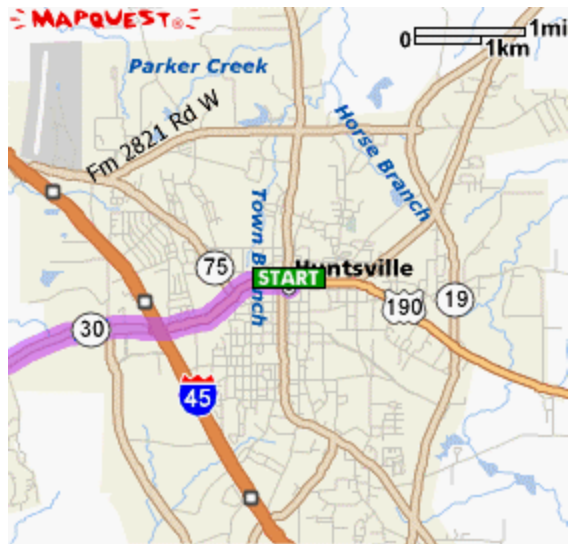 MAPQUEST®
0 1mi
1km
Parker Creek
Fm 2821 Rd W
Horse Branch
Town Branch
75
START
Huntsville
190
19
30
45